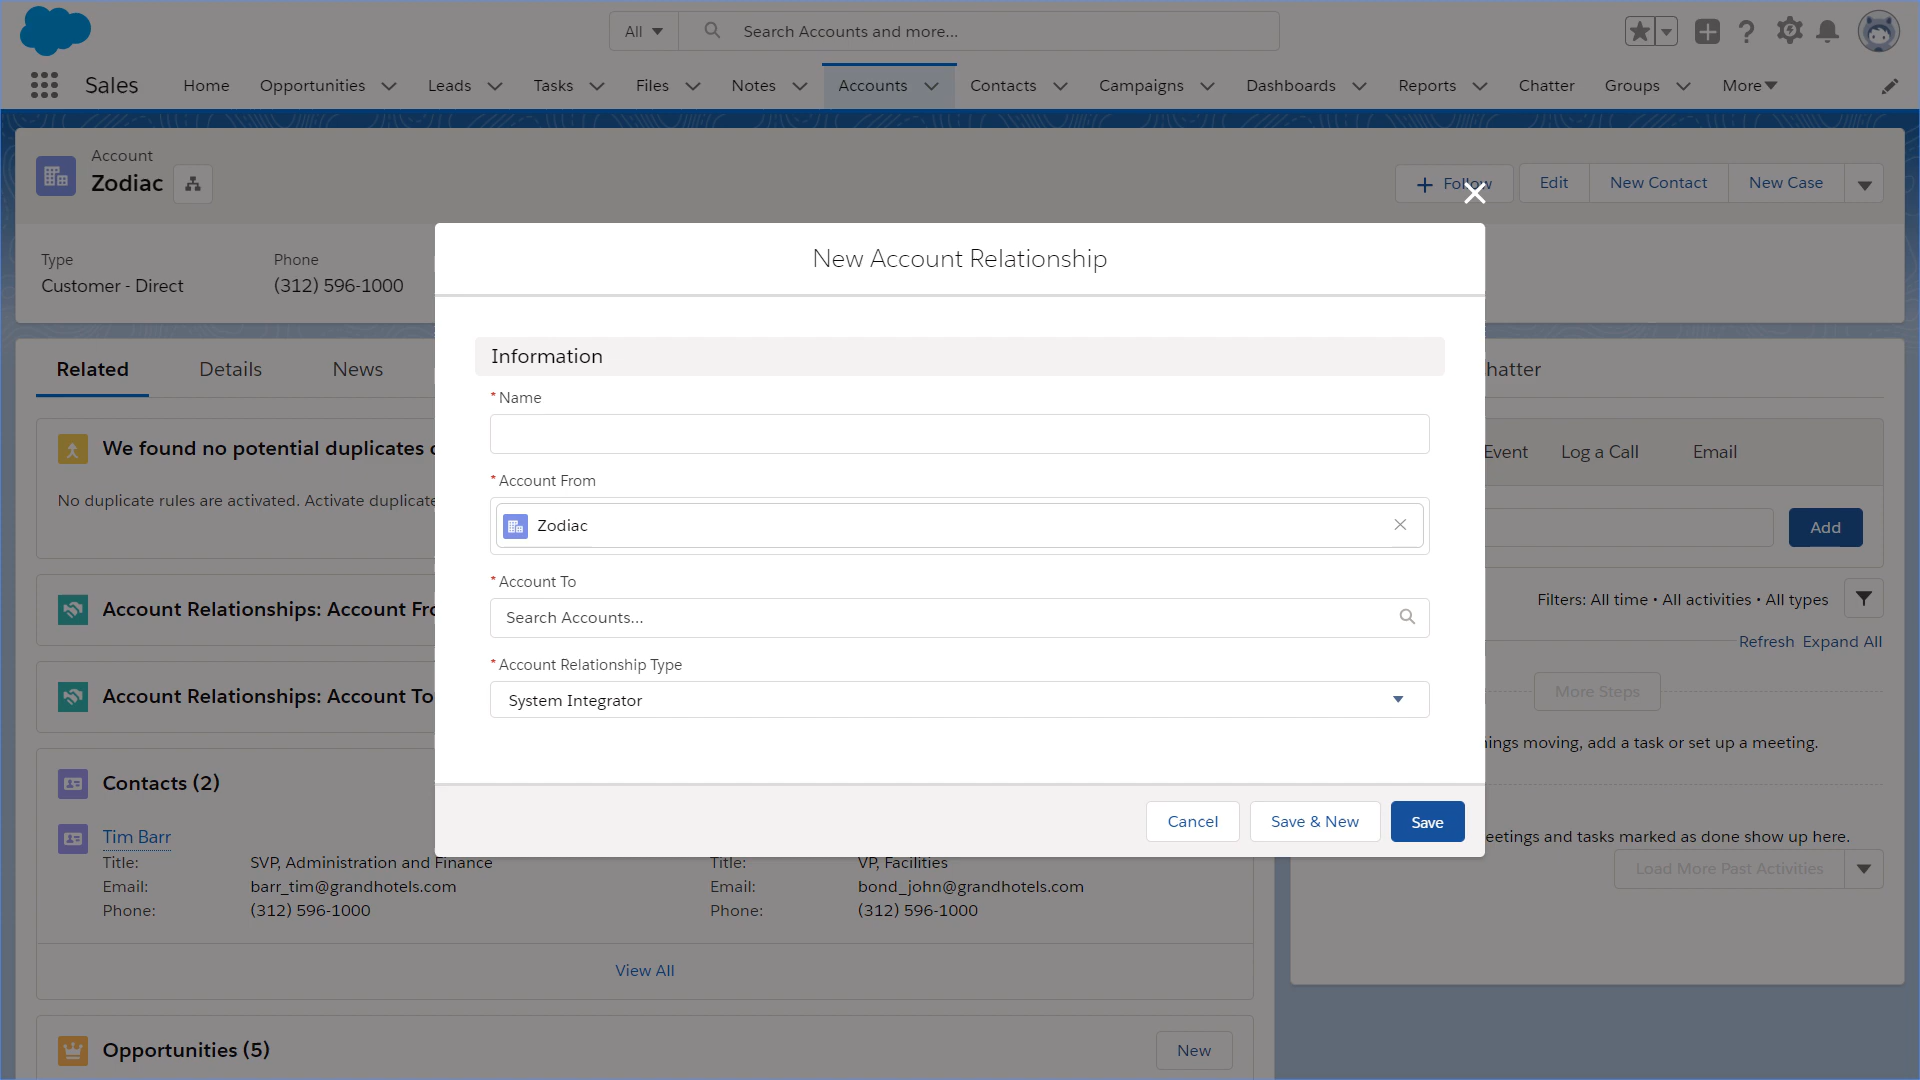 All
Search Accounts and more...
Sales
Home
Opportunities
Leads
Tasks
Files
Notes
Accounts
Contacts
Campaigns
Dashboards
Reports
Chatter
Groups
More
Account
Zodiac
Follow
Edit
New Contact
New Case
Type
Customer - Direct
Phone
(312) 596-1000
New Account Relationship
Information
*Name
*Account From
Zodiac
*Account To
Search Accounts...
*Account Relationship Type
System Integrator
Cancel
Save & New
Save
Related
Details
News
We found no potential duplicates
No duplicate rules are activated. Activate duplicate
Account Relationships: Account
Account Relationships: Account To
Contacts (2)
Tim Barr
Title:
SVP, Administration and Finance
Email:
barr_tim@grandhotels.com
Phone:
(312) 596-1000
Title:
VP, Facilities
Email:
bond_john@grandhotels.com
Phone:
(312) 596-1000
View All
Opportunities (5)
New
hatter
Event
Log a Call
Email
Add
Filters: All time • All activities • All types
Refresh
Expand All
More Steps
ings moving, add a task or set up a meeting.
eetings and tasks marked as done show up here.
Load More Past Activities